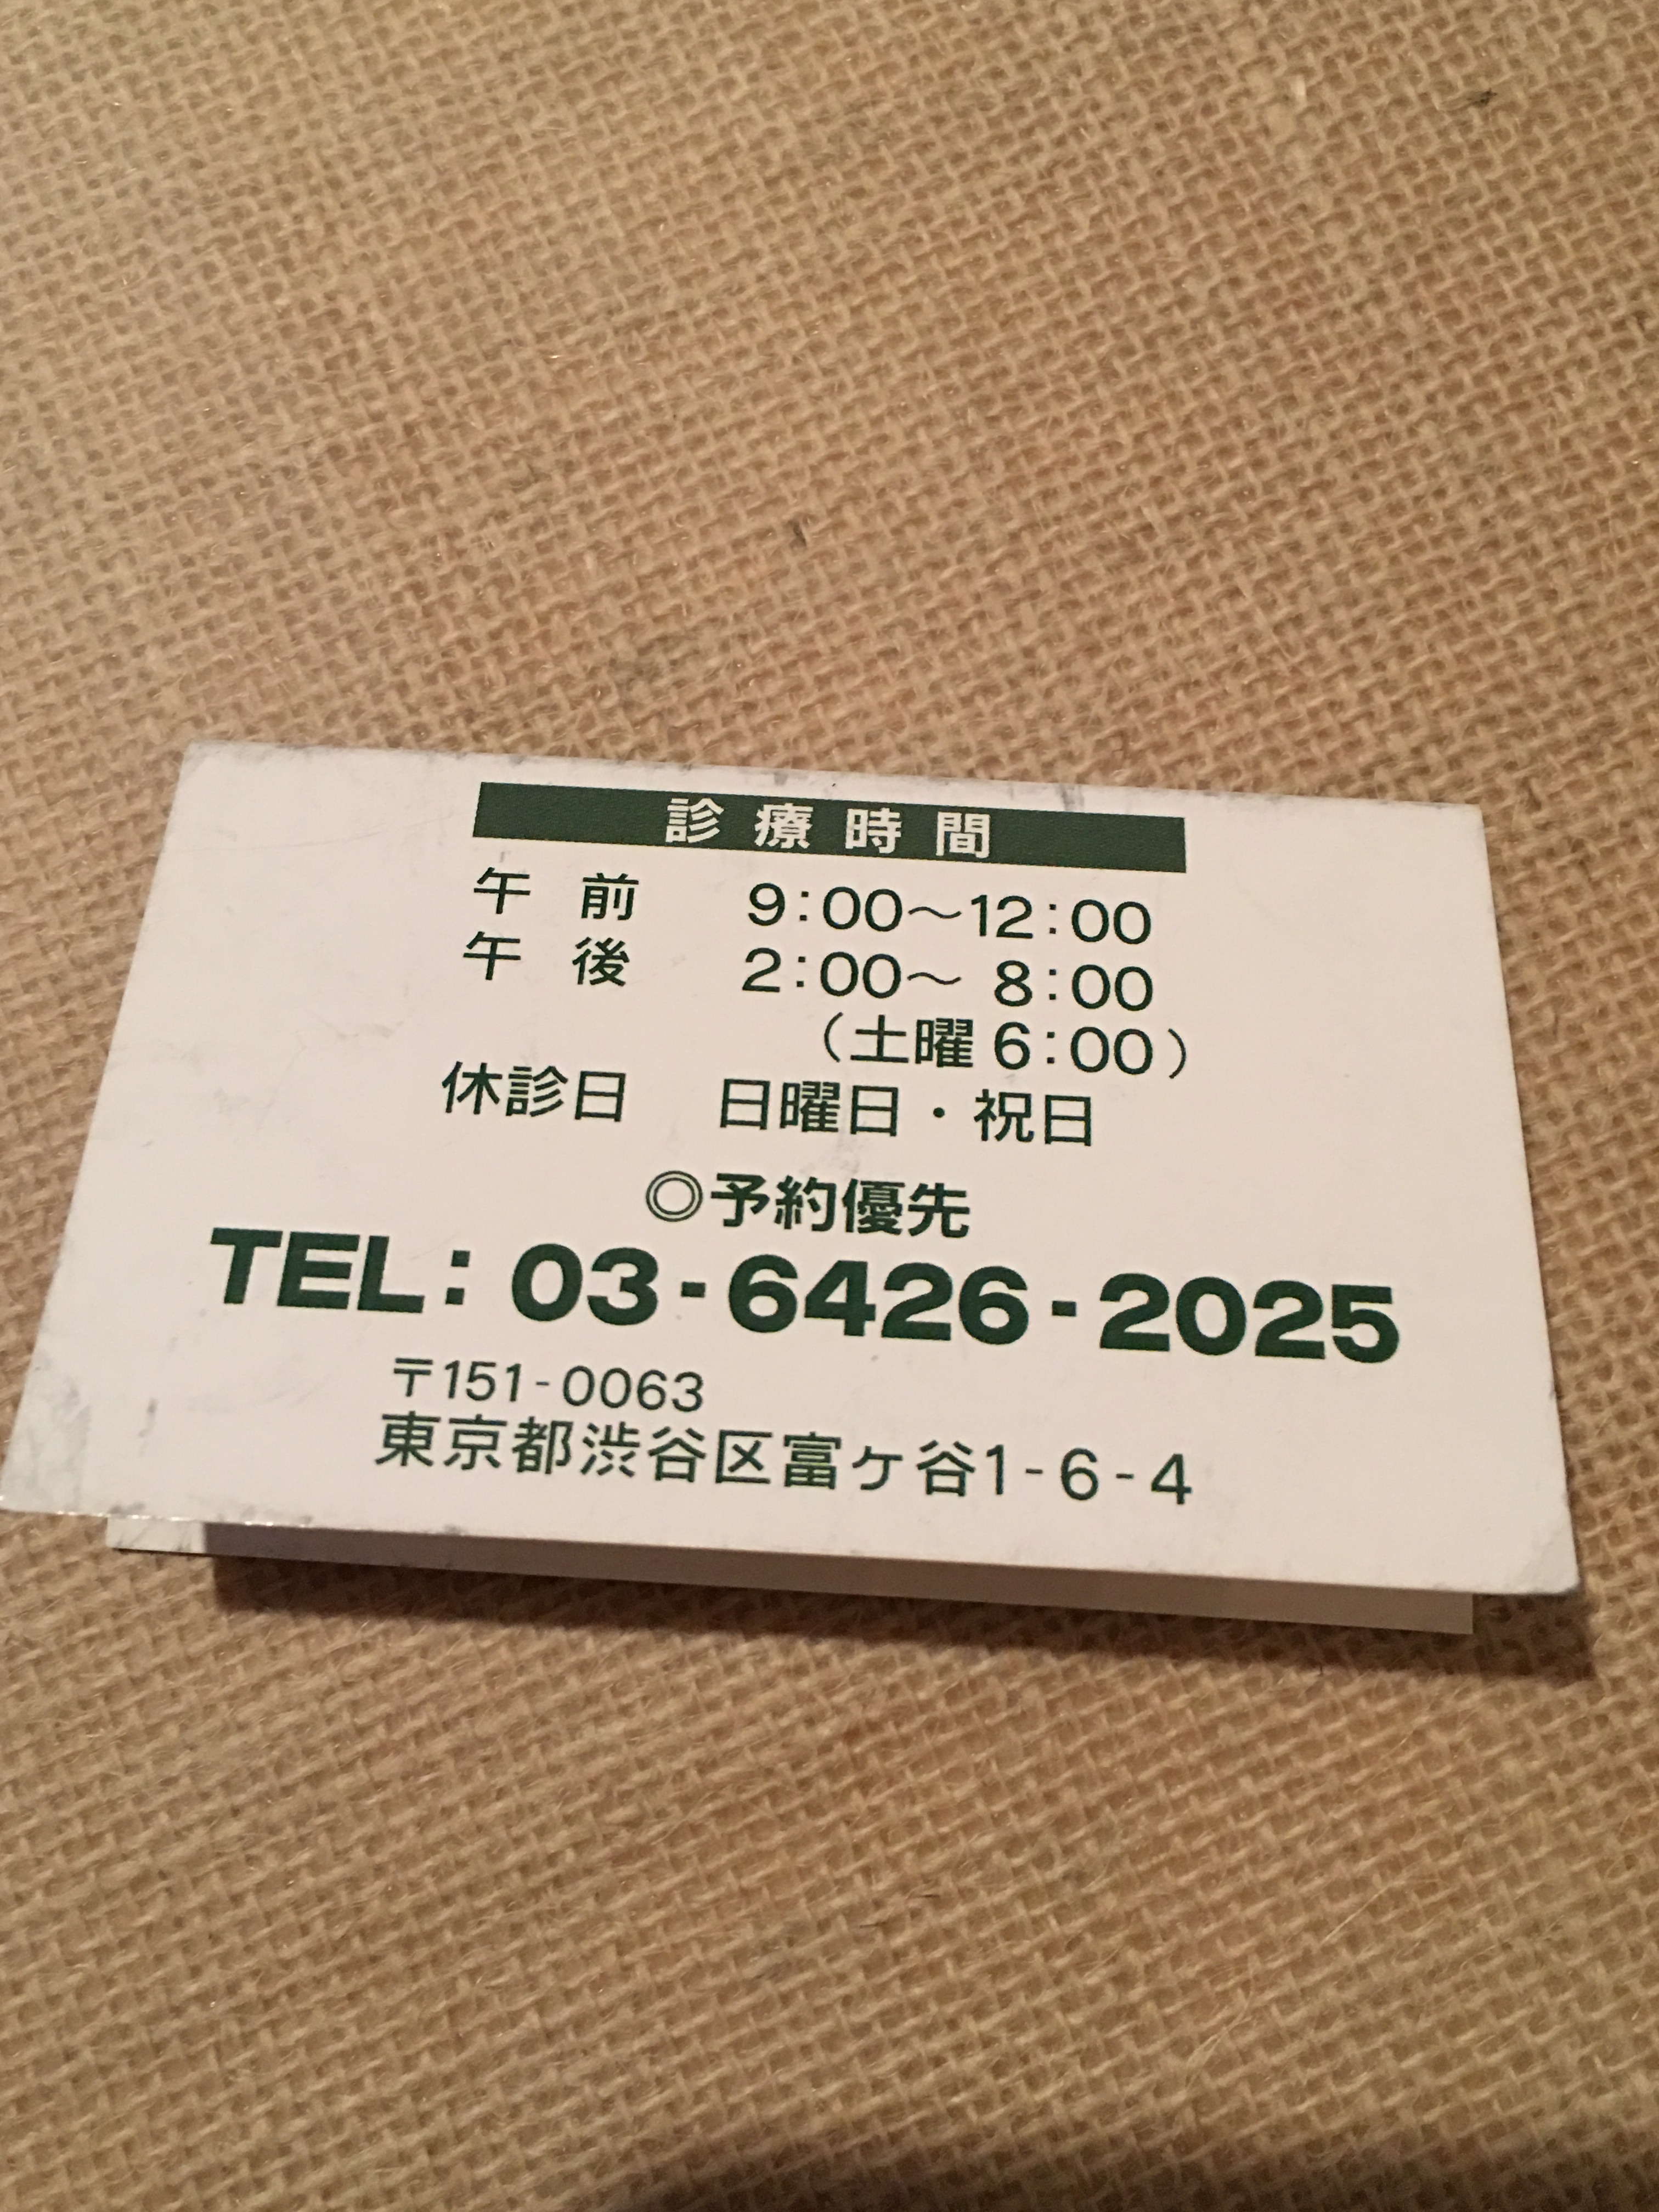 診療時間
午前 9:00〜12:00
午後 2:00〜 8:00
（土曜 6:00）
休診日 日曜日・祝日
◎予約優先
TEL: 03-6426-2025
〒151-0063
東京都渋谷区富ケ谷1-6-4